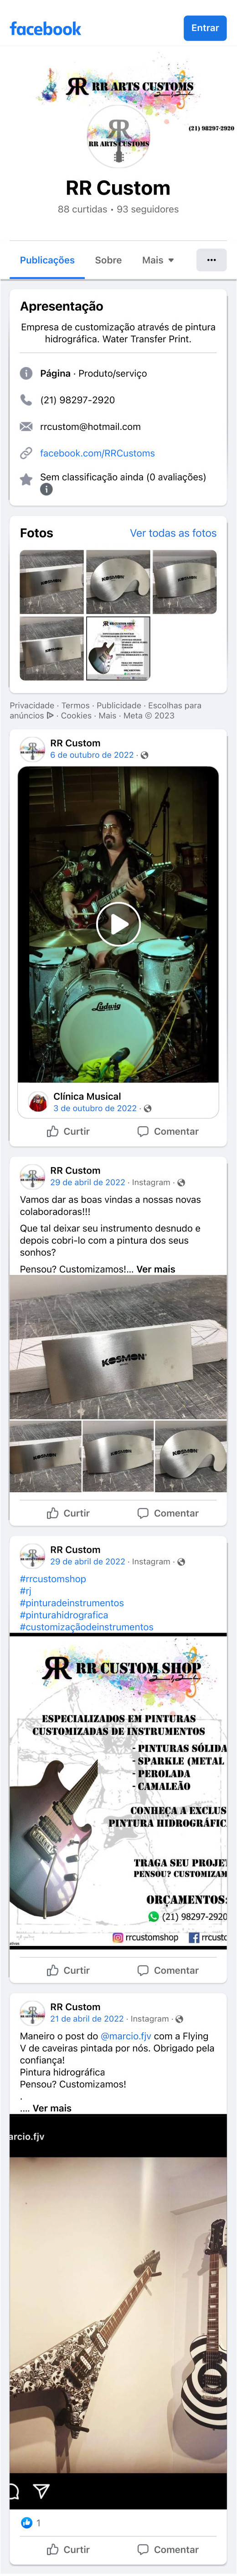 facebook
Entrar
RR ARTS CUSTOMS
RR ARTS CUSTOMS
(21) 98297-2920
RR Custom
88 curtidas • 93 seguidores
Publicações Sobre Mais
Apresentação
Empresa de customização através de pintura
hidrográfica. Water Transfer Print.
Página · Produto/serviço
(21) 98297-2920
rrcustom@hotmail.com
facebook.com/RRCustoms
Sem classificação ainda (0 avaliações)
Fotos
Ver todas as fotos
KOSMON
KOSMON
KOSMON
KOSMON
Privacidade · Termos · Publicidade · Escolhas para
anúncios · Cookies · Mais · Meta © 2023
RR Custom
6 de outubro de 2022 ·
Ludwig
Clínica Musical
3 de outubro de 2022 ·
Curtir
Comentar
RR Custom
29 de abril de 2022 · Instagram ·
Vamos dar as boas vindas a nossas novas
colaboradoras!!!
Que tal deixar seu instrumento desnudo e
depois cobri-lo com a pintura dos seus
sonhos?
Pensou? Customizamos!... Ver mais
KOSMON
KOSMON
KOSMON
KOSMON
Curtir
Comentar
RR Custom
29 de abril de 2022 · Instagram ·
#rrcustomshop
#rj
#pinturadeinstrumentos
#pinturahidrografica
#customizaçãodeinstrumentos
RR CUSTOM SHOP
ESPECIALIZADOS EM PINTURAS
CUSTOMIZADAS DE INSTRUMENTOS
- PINTURAS SÓLIDA
- SPARKLE (METAL
- PEROLADA
- CAMALEÃO
CONHEÇA A EXCLUS
PINTURA HIDROGRÁFIC
TRAGA SEU PROJET
PENSOU? CUSTOMIZAM
ORÇAMENTOS:
(21) 98297-2920
rrcustomshop
rrcusto
Curtir
Comentar
RR Custom
21 de abril de 2022 · Instagram ·
Maneiro o post do @marcio.fjv com a Flying
V de caveiras pintada por nós. Obrigado pela
confiança!
Pintura hidrográfica
Pensou? Customizamos!
.
.... Ver mais
arcio.fjv
1
Curtir
Comentar